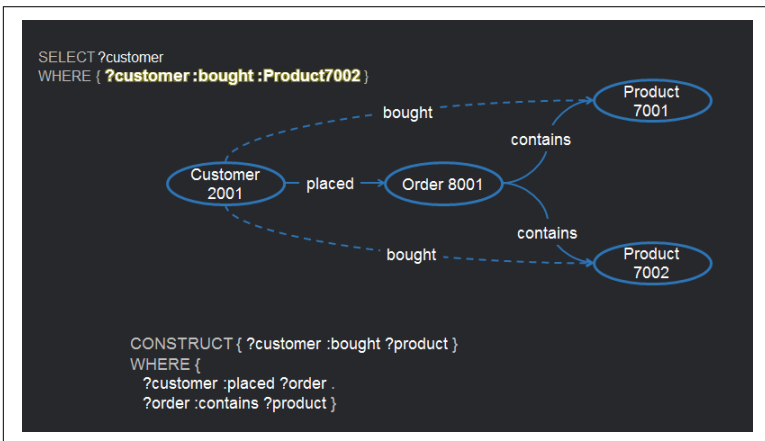 SELECT ?customer
WHERE { ?customer :bought :Product7002 }
Product
7001
bought
contains
Customer
2001
placed
Order 8001
contains
bought
Product
7002
CONSTRUCT { ?customer :bought ?product }
WHERE {
?customer :placed ?order .
?order :contains ?product }